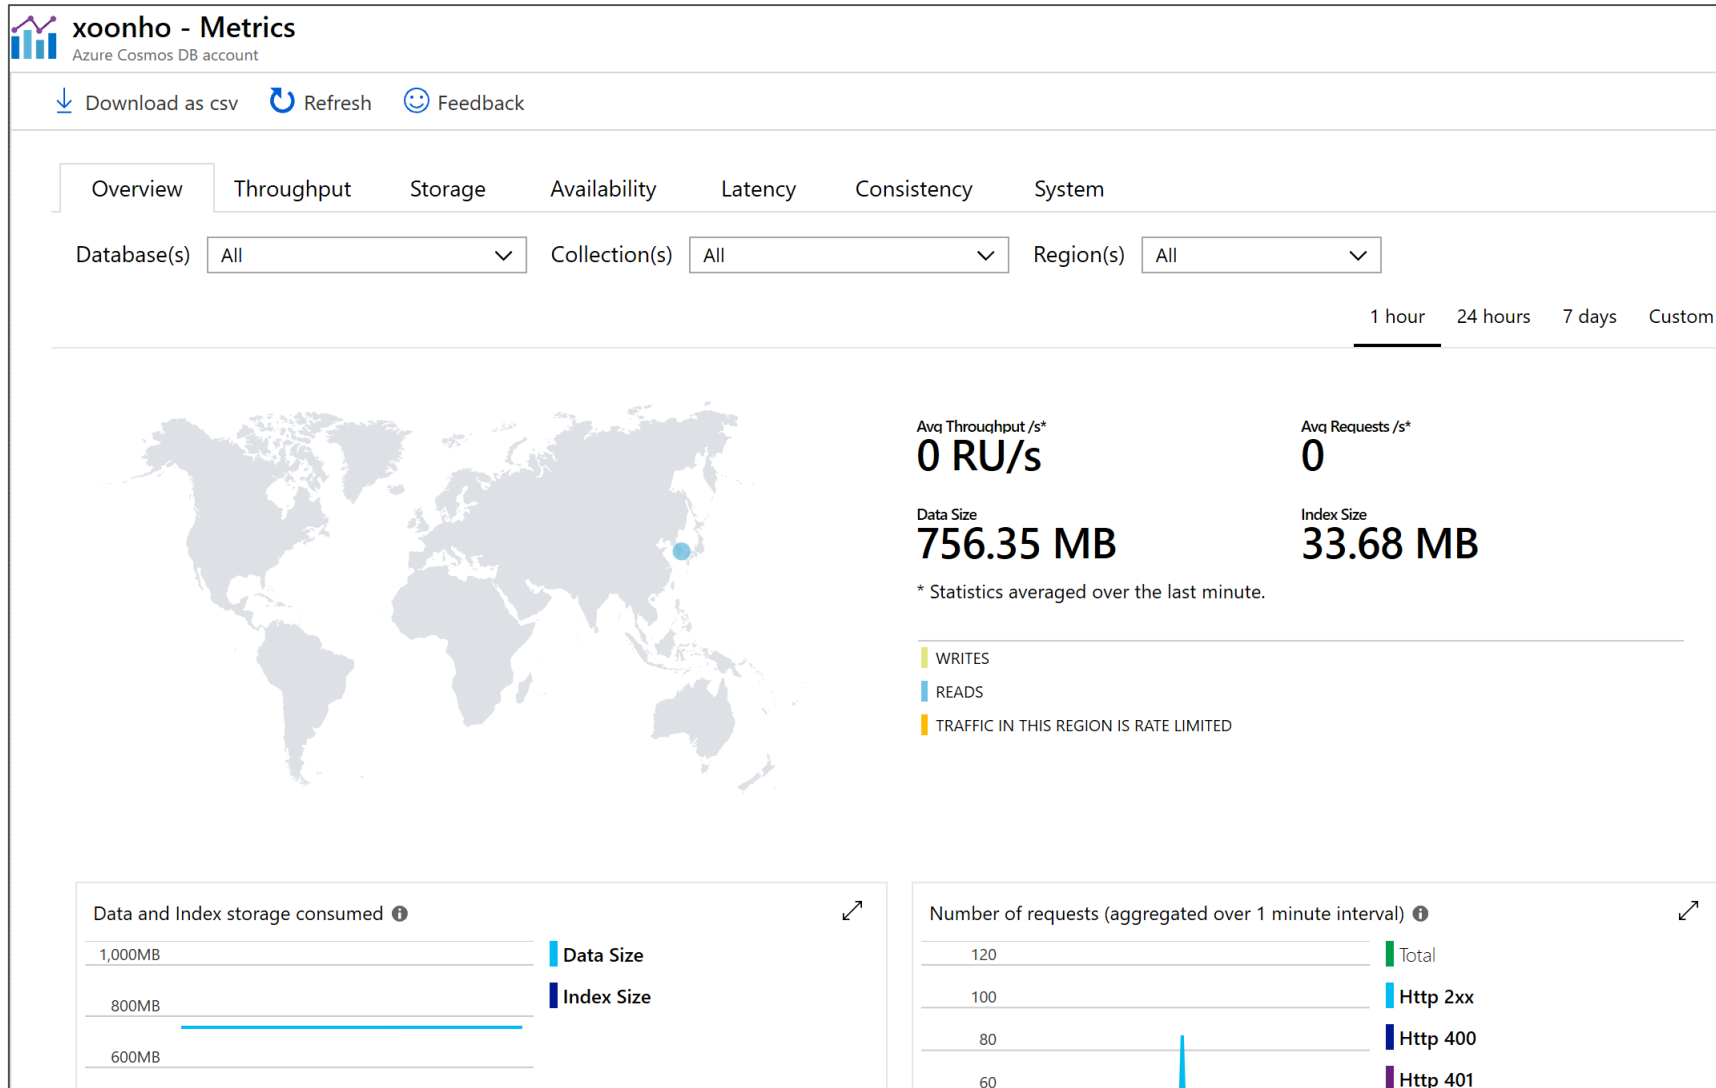 xoonho - Metrics
Azure Cosmos DB account
Download as csv Refresh Feedback
Overview Throughput Storage Availability Latency Consistency System
Database(s) All Collection(s) All Region(s) All
1 hour 24 hours 7 days Custom
Avg Throughput /s* Avg Requests /s*
0 RU/s 0
Data Size Index Size
756.35 MB 33.68 MB
* Statistics averaged over the last minute.
WRITES
READS
TRAFFIC IN THIS REGION IS RATE LIMITED
Data and Index storage consumed
1,000MB
800MB
600MB
Data Size
Index Size
Number of requests (aggregated over 1 minute interval)
120
100
80
60
Total
Http 2xx
Http 400
Http 401